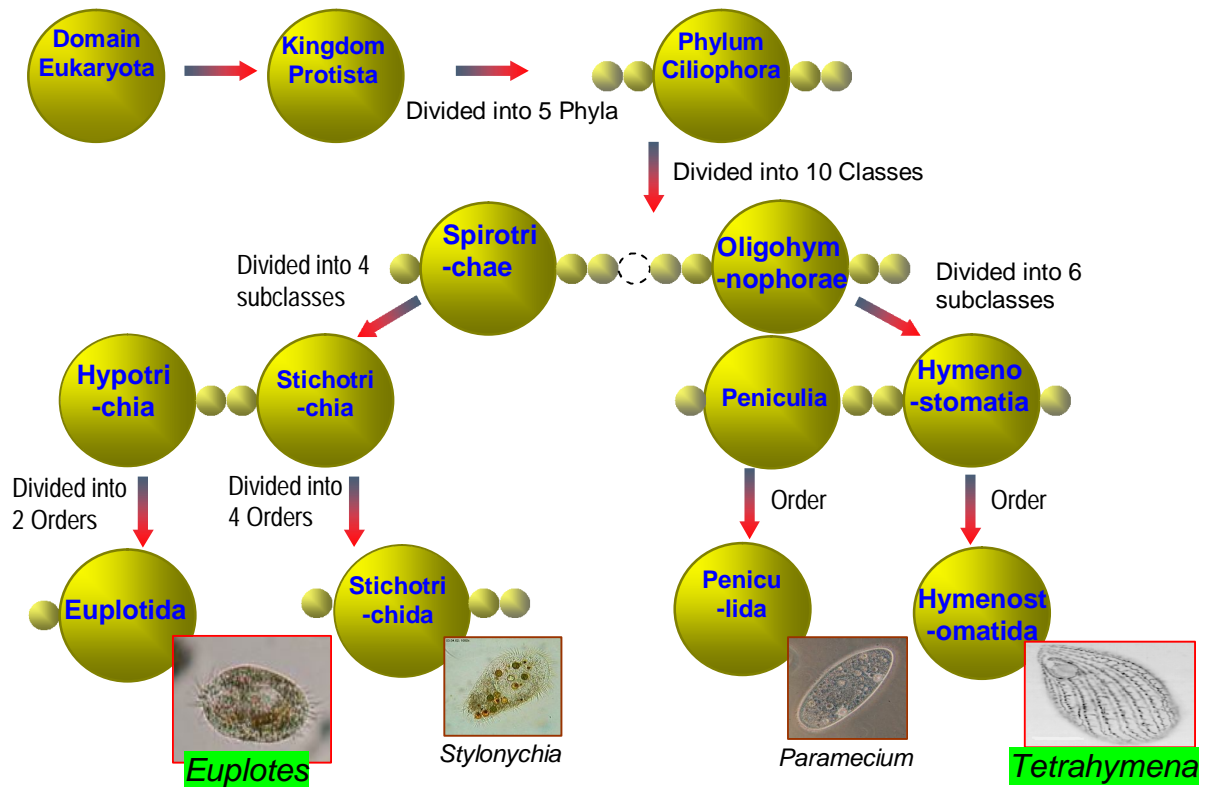 Domain
Eukaryota
Kingdom
Protista
Phylum
Ciliophora
Divided into 5 Phyla
Divided into 10 Classes
Spirotri
-chae
Oligohym
-nophorae
Divided into 4
subclasses
Divided into 6
subclasses
Hypotri
-chia
Stichotri
-chia
Peniculia
Hymeno
-stomatia
Divided into
2 Orders
Divided into
4 Orders
Order
Order
Euplotida
Stichotri
-chida
Penicu
-lida
Hymenost
-omatida
Euplotes
Stylonychia
Paramecium
Tetrahymena